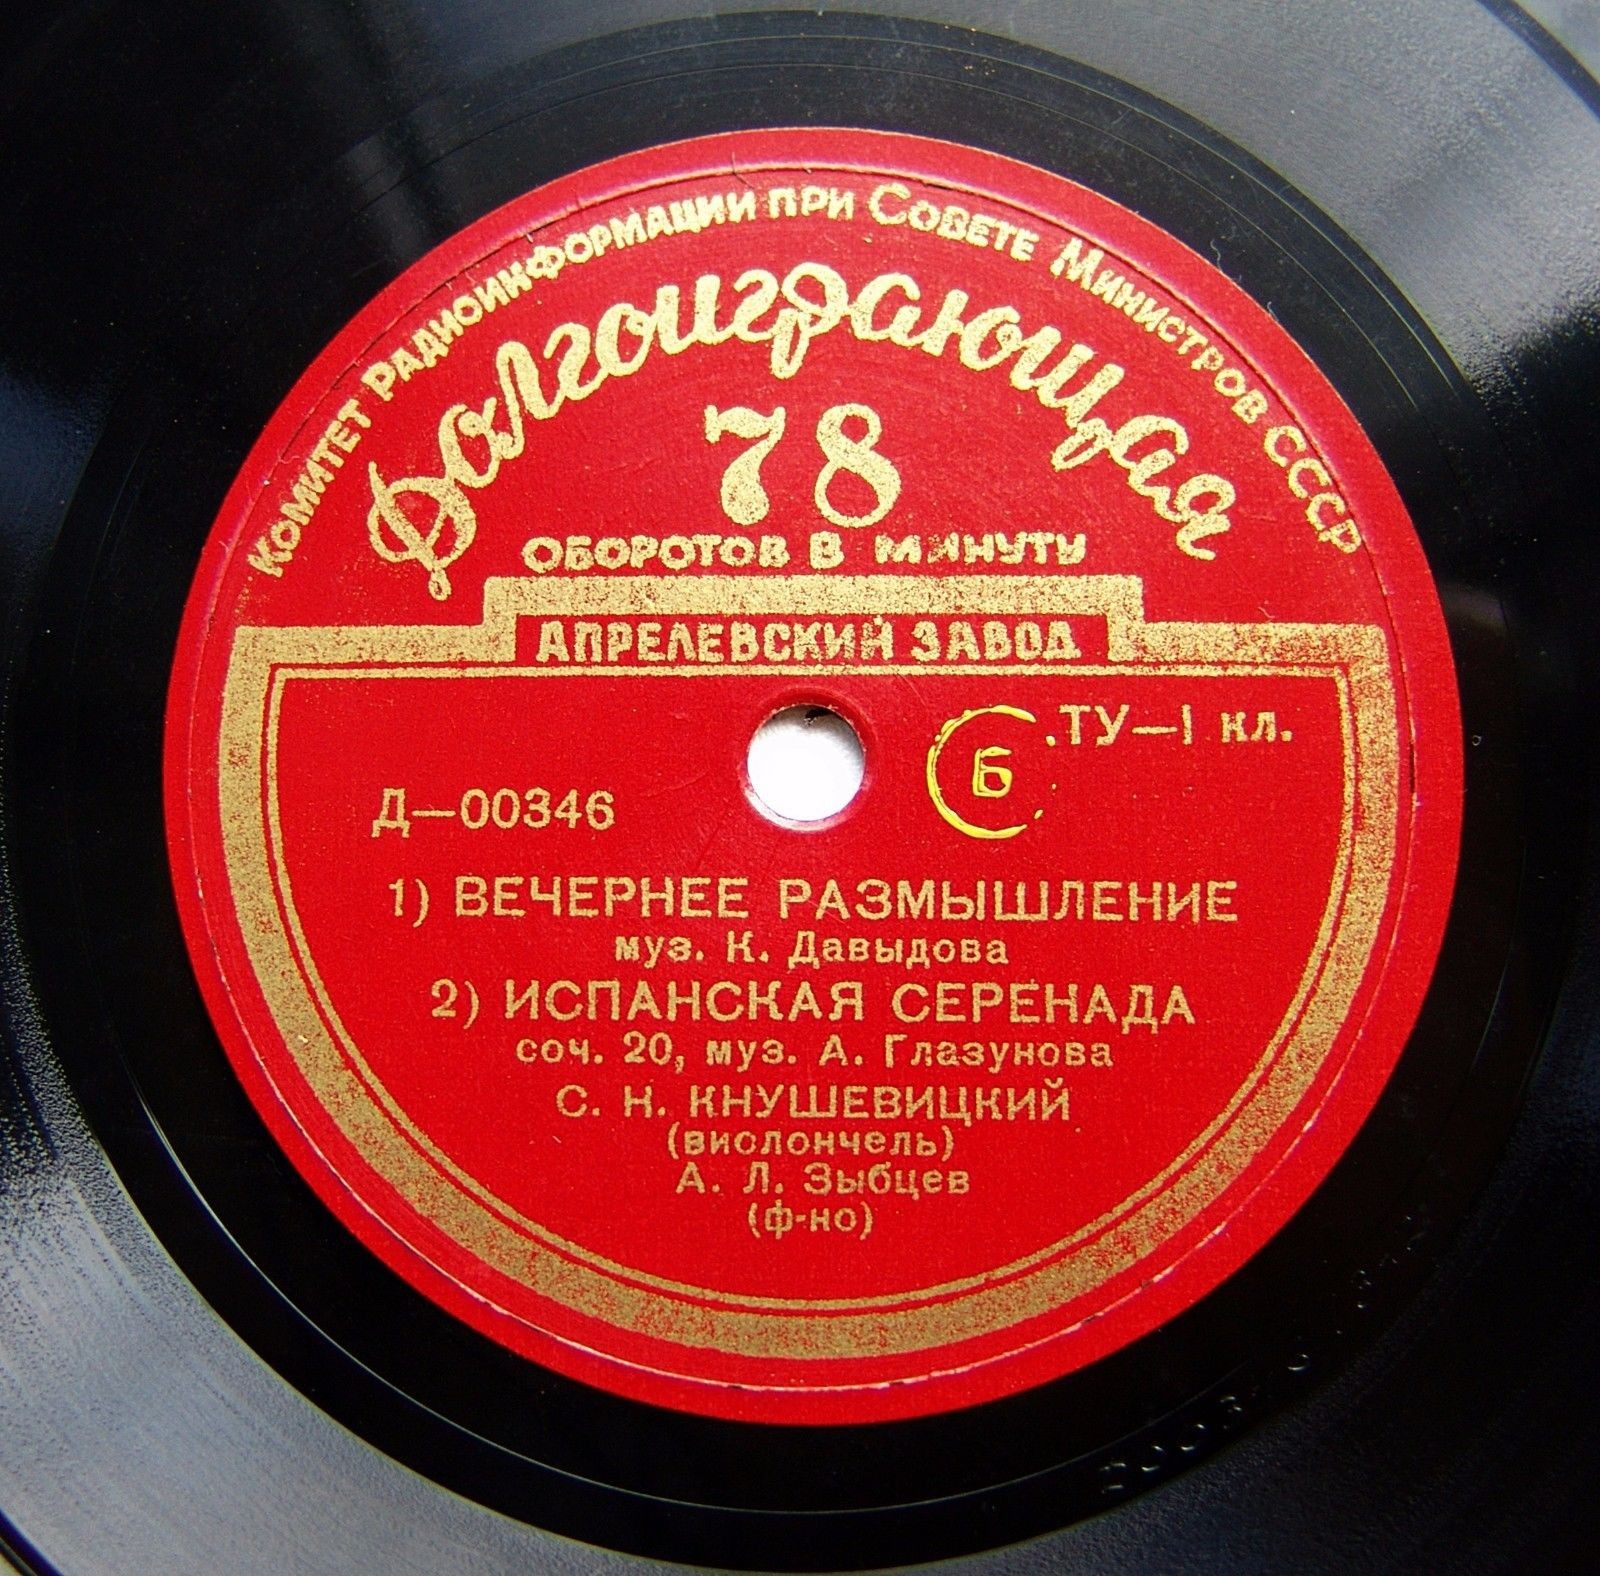 Комитет Радиоинформации при Совете Министров СССР
Долгоиграющая
78
ОБОРОТОВ В МИНУТУ
АПРЕЛЕВСКИЙ ЗАВОД
ТУ—1 кл.
Б
Д—00346
1) ВЕЧЕРНЕЕ РАЗМЫШЛЕНИЕ
муз. К. Давыдова
2) ИСПАНСКАЯ СЕРЕНАДА
соч. 20, муз. А. Глазунова
С. Н. КНУШЕВИЦКИЙ
(виолончель)
А. Л. Зыбцев
(ф-но)